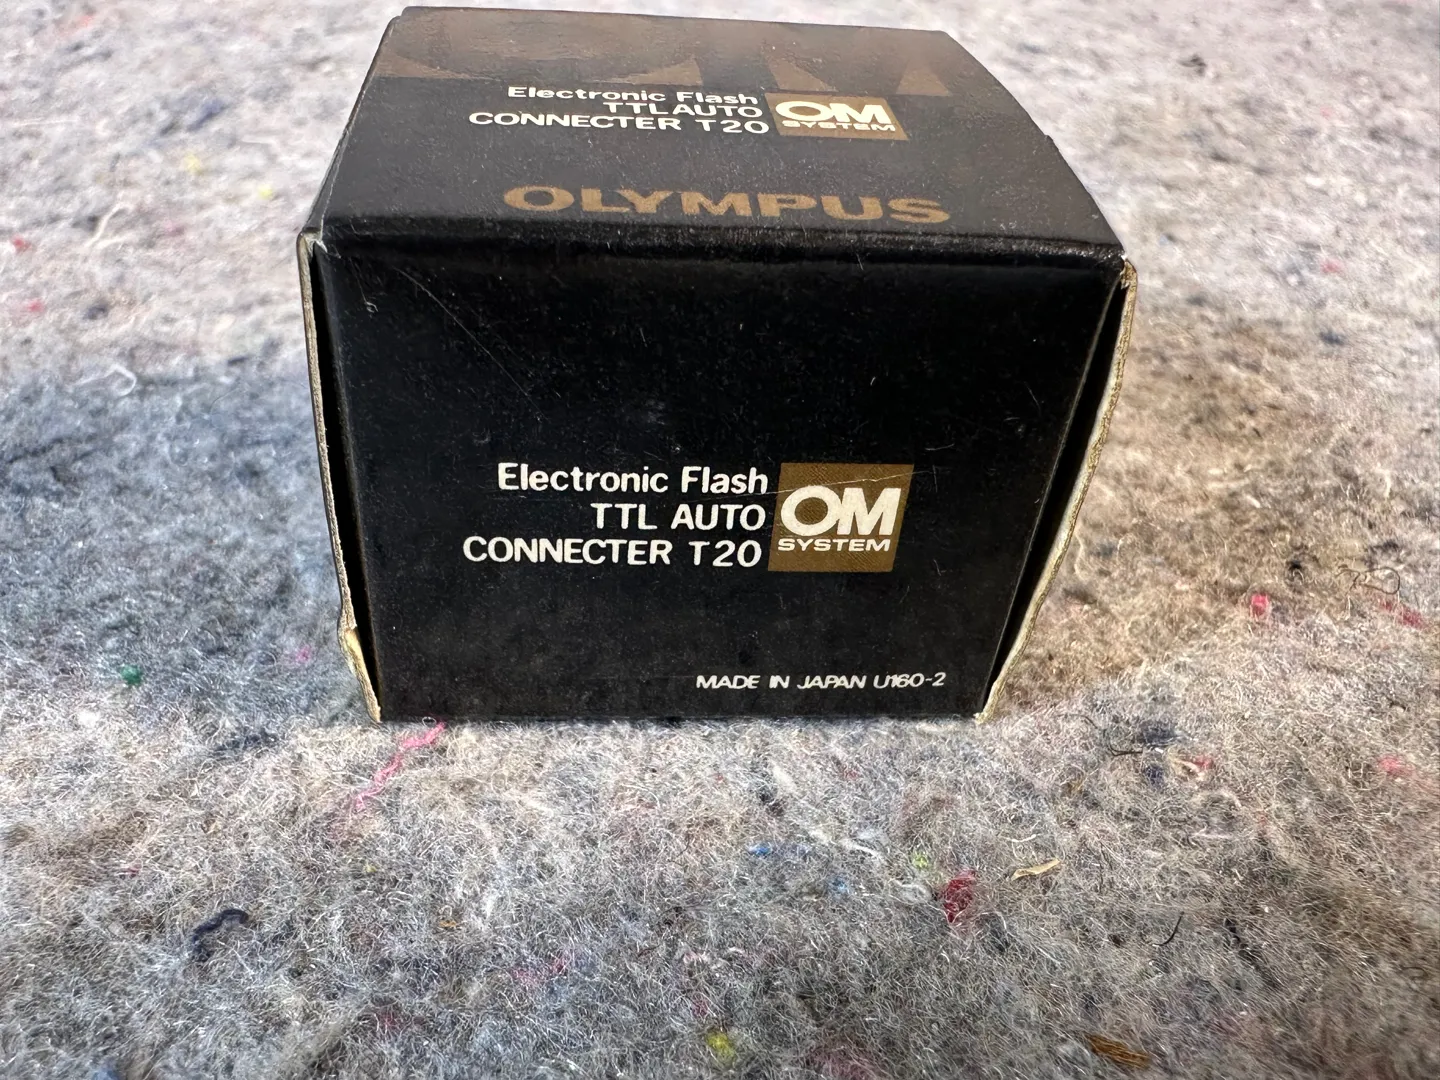 Electronic Flash
TTL AUTO
CONNECTER T20
OM
SYSTEM
OLYMPUS
Electronic Flash
TTL AUTO
CONNECTER T20
OM
SYSTEM
MADE IN JAPAN U160-2